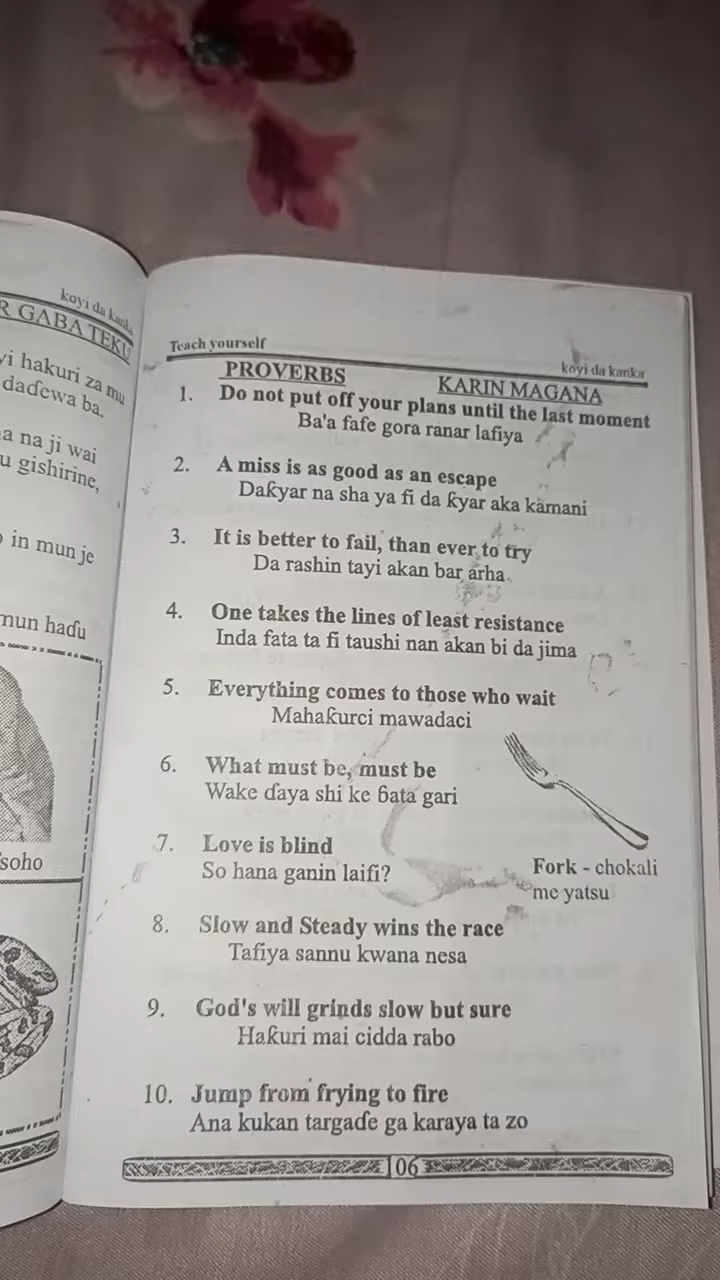 koyi da kanka
R GABA TEKU
yi hakuri za mu
daɗewa ba.
a na ji wai
u gishirine,
in mun je
mun haɗu
soho
Teach yourself
koyi da kanka
PROVERBS
KARIN MAGANA
1. Do not put off your plans until the last moment
Ba'a fafe gora ranar lafiya
2. A miss is as good as an escape
Daƙyar na sha ya fi da ƙyar aka kamani
3. It is better to fail, than ever to try
Da rashin tayi akan bar arha
4. One takes the lines of least resistance
Inda fata ta fi taushi nan akan bi da jima
5. Everything comes to those who wait
Mahaƙurci mawadaci
6. What must be, must be
Wake ɗaya shi ke ɓata gari
7. Love is blind
So hana ganin laifi?
Fork - chokali
me yatsu
8. Slow and Steady wins the race
Tafiya sannu kwana nesa
9. God's will grinds slow but sure
Haƙuri mai cidda rabo
10. Jump from frying to fire
Ana kukan targaɗe ga karaya ta zo
106